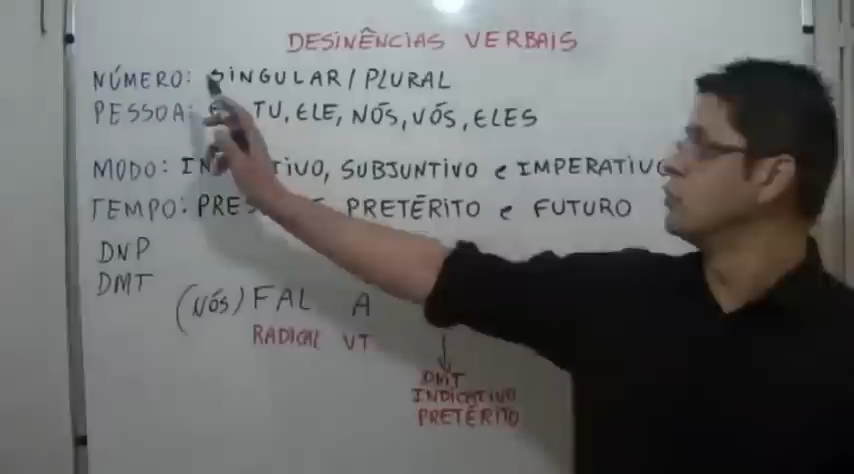 DESINÊNCIAS VERBAIS
NÚMERO: SINGULAR / PLURAL
PESSOA: TU, ELE, NÓS, VÓS, ELES
MODO: SUBJUNTIVO e IMPERATIVO
TEMPO: PRETÉRITO e FUTURO
DNP
DMT
(NÓS) FAL A
RADICAL VT
DMT
INDICATIVO
PRETÉRITO